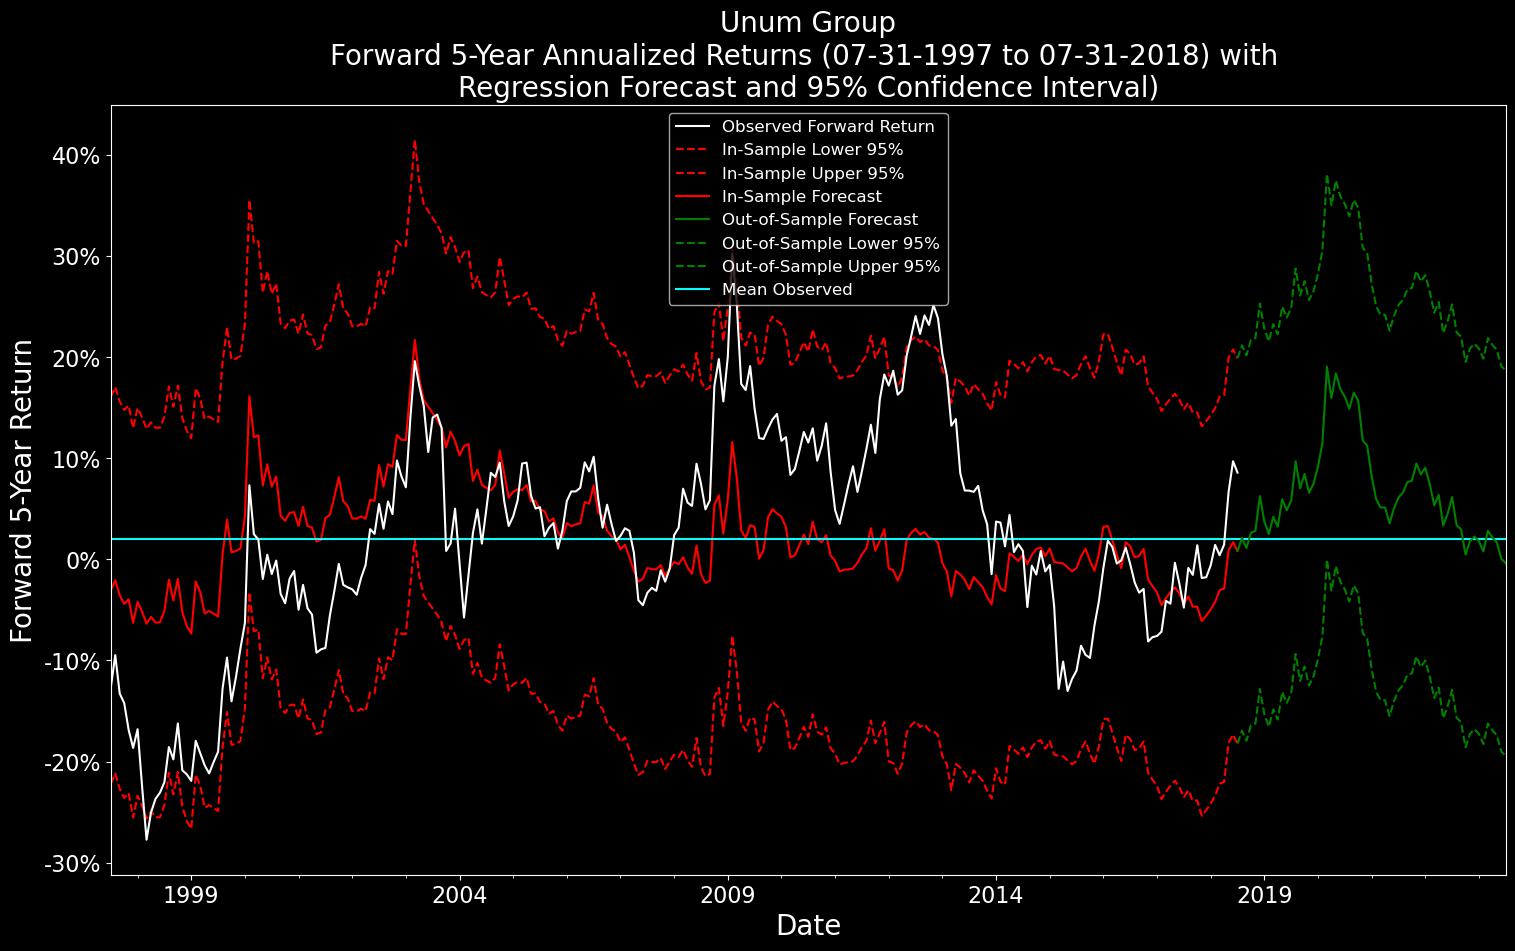 Unum Group
Forward 5-Year Annualized Returns (07-31-1997 to 07-31-2018) with
Regression Forecast and 95% Confidence Interval)
Observed Forward Return
In-Sample Lower 95%
In-Sample Upper 95%
In-Sample Forecast
Out-of-Sample Forecast
Out-of-Sample Lower 95%
Out-of-Sample Upper 95%
Mean Observed
Forward 5-Year Return
40%
30%
20%
10%
0%
-10%
-20%
-30%
1999 2004 2009 2014 2019
Date